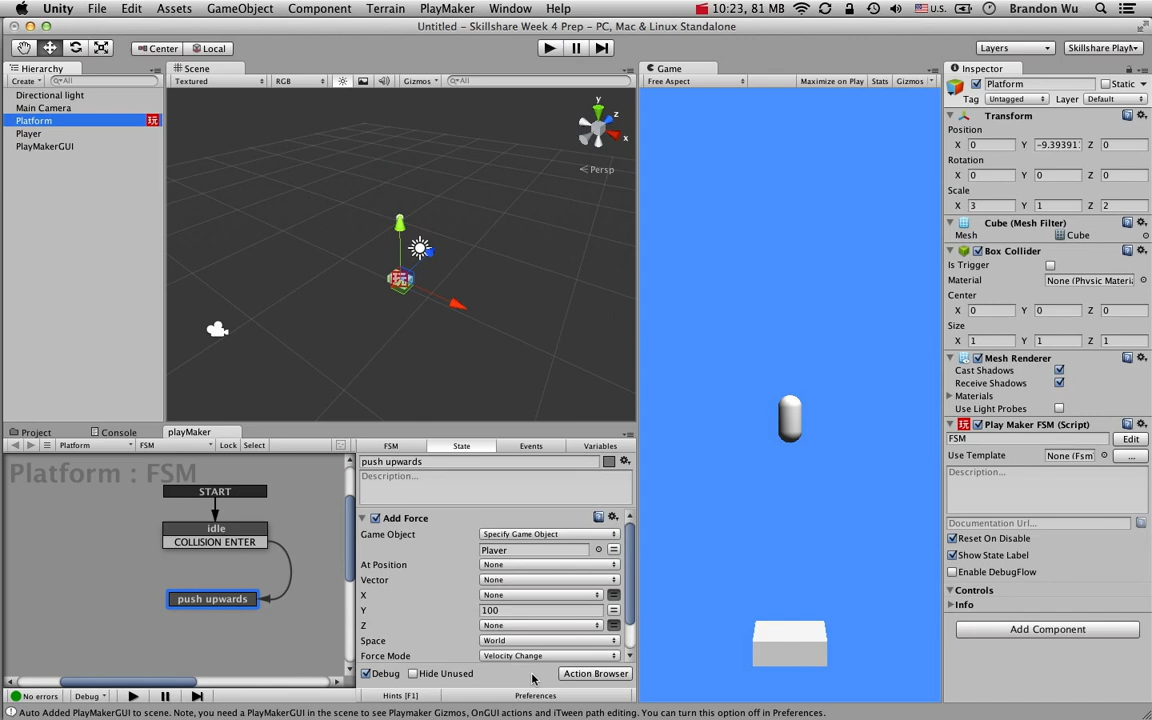 Unity File Edit Assets GameObject Component Terrain PlayMaker Window Help 10:23, 81 MB U.S. Brandon Wu
Untitled - Skillshare Week 4 Prep - PC, Mac & Linux Standalone
Center Local Layers Skillshare PlayM
Hierarchy
Create All
Directional light
Main Camera
Platform 玩
Player
PlayMakerGUI
Scene
Textured RGB Gizmos All
y
z
x
Persp
Game
Free Aspect Maximize on Play Stats Gizmos
Inspector
Platform Static
Tag Untagged Layer Default
Transform
Position
X 0 Y -9.39391 Z 0
Rotation
X 0 Y 0 Z 0
Scale
X 3 Y 1 Z 2
Cube (Mesh Filter)
Mesh Cube
Box Collider
Is Trigger
Material None (Physic Materi
Center
X 0 Y 0 Z 0
Size
X 1 Y 1 Z 1
Mesh Renderer
Cast Shadows
Receive Shadows
Materials
Use Light Probes
玩 Play Maker FSM (Script)
FSM Edit
Use Template None (Fsm ...
Description...
Documentation Url...
Reset On Disable
Show State Label
Enable DebugFlow
Controls
Info
Add Component
Project Console playMaker
Platform FSM Lock Select
Platform : FSM
START
idle
COLLISION ENTER
push upwards
FSM State Events Variables
push upwards
Description...
Add Force
Game Object Specify Game Object
Player
At Position None
Vector None
X None
Y 100
Z None
Space World
Force Mode Velocity Change
Debug Hide Unused Action Browser
No errors Debug Hints [F1] Preferences
Auto Added PlayMakerGUI to scene. Note, you need a PlayMakerGUI in the scene to see Playmaker Gizmos, OnGUI actions and iTween path editing. You can turn this option off in Preferences.